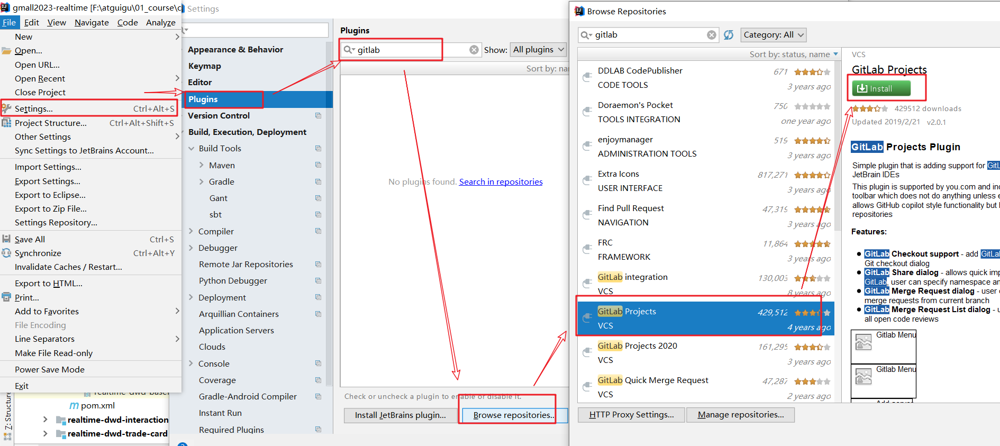 gmall2023-realtime [F:\atguigu\01_course\c
File Edit View Navigate Code Analyze
New
Open...
Open URL...
Open Recent
Close Project
Settings... Ctrl+Alt+S
Project Structure... Ctrl+Alt+Shift+S
Other Settings
Sync Settings to JetBrains Account...
Import Settings...
Export Settings...
Export to Eclipse...
Export to Zip File...
Settings Repository...
Save All Ctrl+S
Synchronize Ctrl+Alt+Y
Invalidate Caches / Restart...
Export to HTML...
Print...
Add to Favorites
File Encoding
Line Separators
Make File Read-only
Power Save Mode
Exit
realtime-dwd-base
pom.xml
realtime-dwd-interaction
realtime-dwd-trade-card
7: Structure
Settings
Appearance & Behavior
Keymap
Editor
Plugins
Version Control
Build, Execution, Deployment
Build Tools
Maven
Gradle
Gant
sbt
Compiler
Debugger
Remote Jar Repositories
Python Debugger
Deployment
Arquillian Containers
Application Servers
Clouds
Console
Coverage
Gradle-Android Compiler
Instant Run
Required Plugins
Plugins
gitlab
Show: All plugins
Sort by: na
No plugins found. Search in repositories
Check or uncheck a plugin to enable or disable it.
Install JetBrains plugin...
Browse repositories...
Browse Repositories
gitlab
Category: All
Sort by: status, name
DDLAB CodePublisher 671
CODE TOOLS 3 years ago
Doraemon's Pocket 750
TOOLS INTEGRATION one year ago
enjoymanager 519
ADMINISTRATION TOOLS 3 years ago
Extra Icons 817,271
USER INTERFACE 3 years ago
Find Pull Request 47,319
NAVIGATION 3 years ago
FRC 11,864
FRAMEWORK 3 years ago
GitLab integration 130,003
VCS 8 years ago
GitLab Projects 429,512
VCS 4 years ago
GitLab Projects 2020 161,295
VCS 3 years ago
GitLab Quick Merge Request 47,287
VCS 2 years ago
HTTP Proxy Settings...
Manage repositories...
VCS
GitLab Projects
Install
429512 downloads
Updated 2019/2/21 v2.0.1
GitLab Projects Plugin
Simple plugin that is adding support for GitL
JetBrain IDEs
This plugin is supported by you.com and inc
toolbar which does not do anything unless e
allows GitHub copilot style functionality but
repositories
Features:
GitLab Checkout support - add GitLab
Git checkout dialog
GitLab Share dialog - allows quick imp
GitLab, user can specify namespace an
GitLab Merge Request dialog - user c
merge requests from current branch
GitLab Merge Request List dialog - u
all open code reviews
Gitlab Menu
Gitlab Menu
Add server